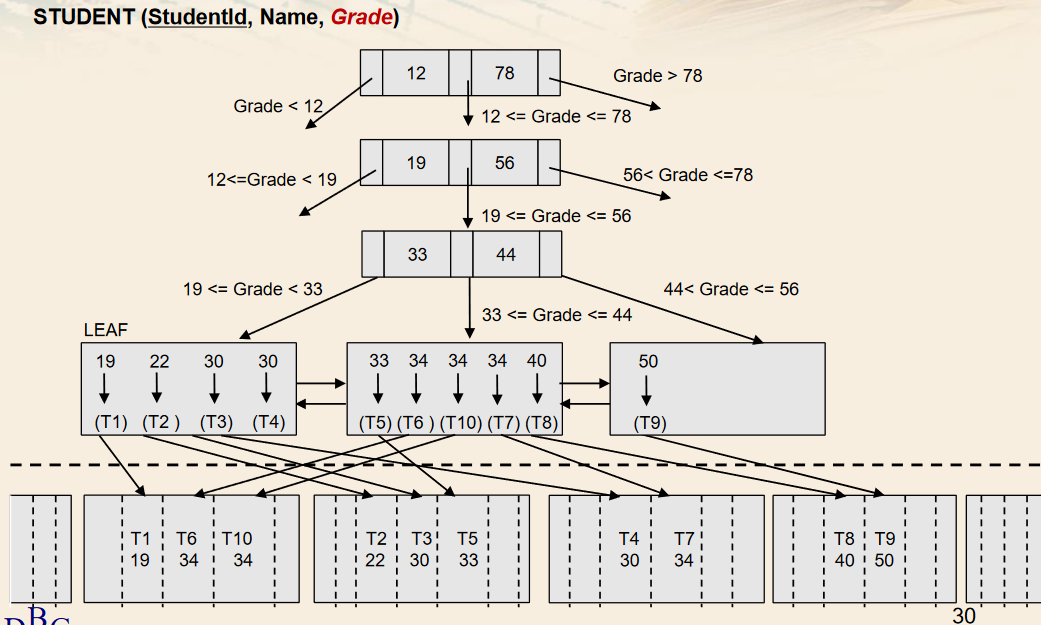 STUDENT (StudentId, Name, Grade)
12 78
Grade > 78
Grade < 12
12 <= Grade <= 78
19 56
12<=Grade < 19
56< Grade <=78
19 <= Grade <= 56
33 44
19 <= Grade < 33
44< Grade <= 56
33 <= Grade <= 44
LEAF
19 22 30 30 33 34 34 34 40 50
(T1) (T2 ) (T3) (T4) (T5) (T6 ) (T10) (T7) (T8) (T9)
T1 T6 T10 T2 T3 T5 T4 T7 T8 T9
19 34 34 22 30 33 30 34 40 50
30